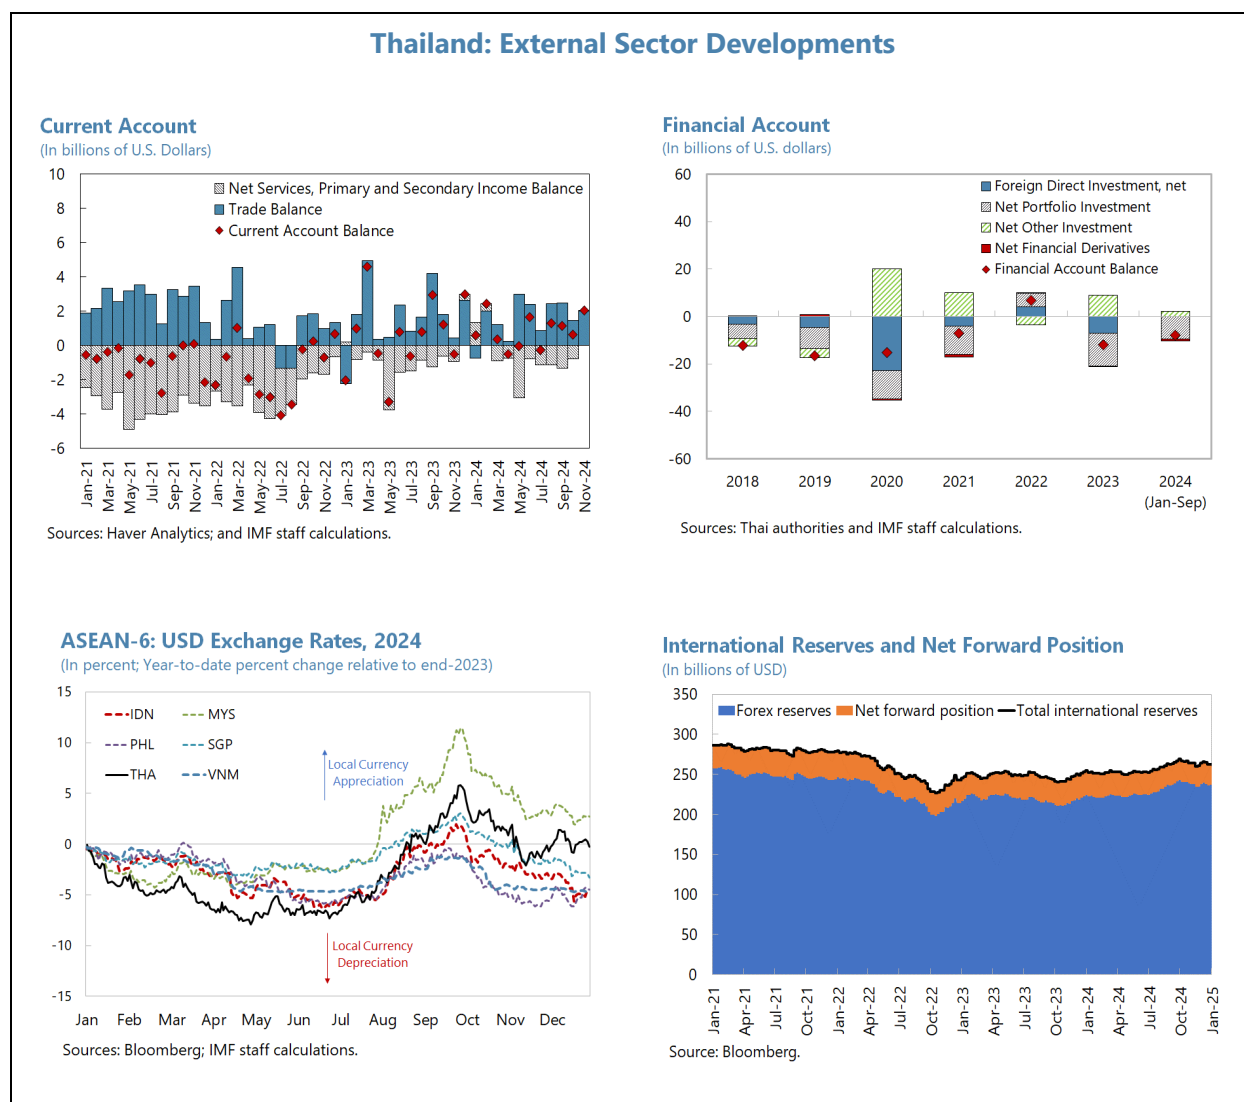 Thailand: External Sector Developments
Current Account
(In billions of U.S. Dollars)
10
8
6
4
2
0
-2
-4
-6
Net Services, Primary and Secondary Income Balance
Trade Balance
Current Account Balance
Jan-21
Mar-21
May-21
Jul-21
Sep-21
Nov-21
Jan-22
Mar-22
May-22
Jul-22
Sep-22
Nov-22
Jan-23
Mar-23
May-23
Jul-23
Sep-23
Nov-23
Jan-24
Mar-24
May-24
Jul-24
Sep-24
Nov-24
Sources: Haver Analytics; and IMF staff calculations.
Financial Account
(In billions of U.S. dollars)
60
40
20
0
-20
-40
-60
Foreign Direct Investment, net
Net Portfolio Investment
Net Other Investment
Net Financial Derivatives
Financial Account Balance
2018 2019 2020 2021 2022 2023 2024
(Jan-Sep)
Sources: Thai authorities and IMF staff calculations.
ASEAN-6: USD Exchange Rates, 2024
(In percent; Year-to-date percent change relative to end-2023)
15
10
5
0
-5
-10
-15
IDN MYS
PHL SGP
THA VNM
Local Currency
Appreciation
Local Currency
Depreciation
Jan Feb Mar Apr May Jun Jul Aug Sep Oct Nov Dec
Sources: Bloomberg; IMF staff calculations.
International Reserves and Net Forward Position
(In billions of USD)
350
300
250
200
150
100
50
0
Forex reserves Net forward position Total international reserves
Jan-21
Apr-21
Jul-21
Oct-21
Jan-22
Apr-22
Jul-22
Oct-22
Jan-23
Apr-23
Jul-23
Oct-23
Jan-24
Apr-24
Jul-24
Oct-24
Jan-25
Source: Bloomberg.